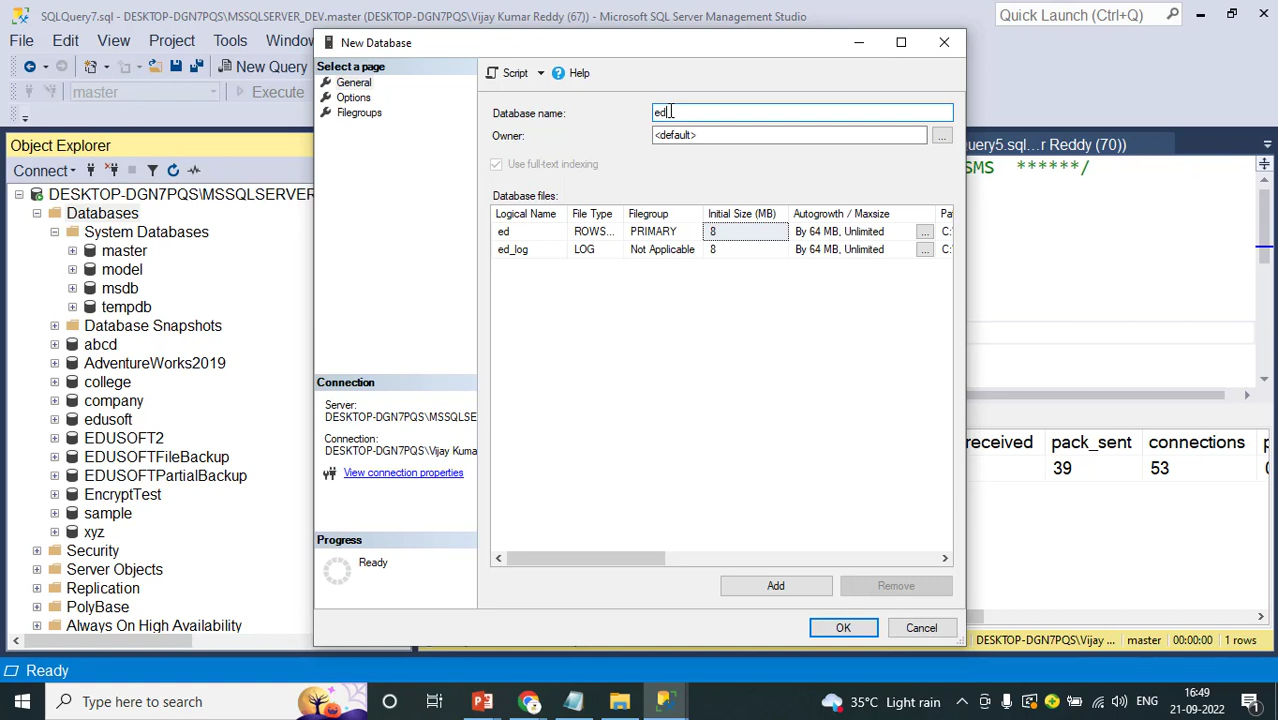 SQLQuery7.sql - DESKTOP-DGN7PQS\MSSQLSERVER_DEV.master (DESKTOP-DGN7PQS\Vijay Kumar Reddy (67)) - Microsoft SQL Server Management Studio
Quick Launch (Ctrl+Q)
File Edit View Project Tools Window
New Query
master
Execute
Object Explorer
Connect
DESKTOP-DGN7PQS\MSSQLSERVER
Databases
System Databases
master
model
msdb
tempdb
Database Snapshots
abcd
AdventureWorks2019
college
company
edusoft
EDUSOFT2
EDUSOFTFileBackup
EDUSOFTPartialBackup
EncryptTest
sample
xyz
Security
Server Objects
Replication
PolyBase
Always On High Availability
New Database
Select a page
General
Options
Filegroups
Connection
Server:
DESKTOP-DGN7PQS\MSSQLSE
Connection:
DESKTOP-DGN7PQS\Vijay Kuma
View connection properties
Progress
Ready
Script Help
Database name: ed
Owner: <default> ...
Use full-text indexing
Database files:
Logical Name File Type Filegroup Initial Size (MB) Autogrowth / Maxsize Pa
ed ROWS... PRIMARY 8 By 64 MB, Unlimited ... C:
ed_log LOG Not Applicable 8 By 64 MB, Unlimited ... C:
Add Remove
OK Cancel
Query5.sql...r Reddy (70))
SMS ******/
received pack_sent connections
39 53
DESKTOP-DGN7PQS\Vijay ... master 00:00:00 1 rows
Ready
Type here to search
35°C Light rain
ENG
16:49
21-09-2022
1